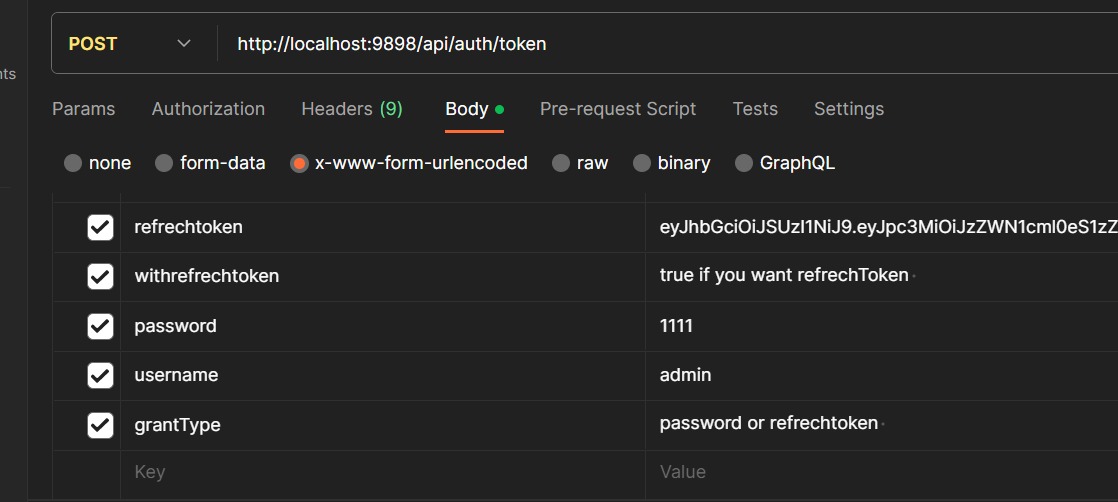 POST http://localhost:9898/api/auth/token
nts
Params Authorization Headers (9) Body Pre-request Script Tests Settings
none form-data x-www-form-urlencoded raw binary GraphQL
refrechtoken eyJhbGciOiJSUzI1NiJ9.eyJpc3MiOiJzZWN1cml0eS1zZ
withrefrechtoken true if you want refrechToken
password 1111
username admin
grantType password or refrechtoken
Key Value